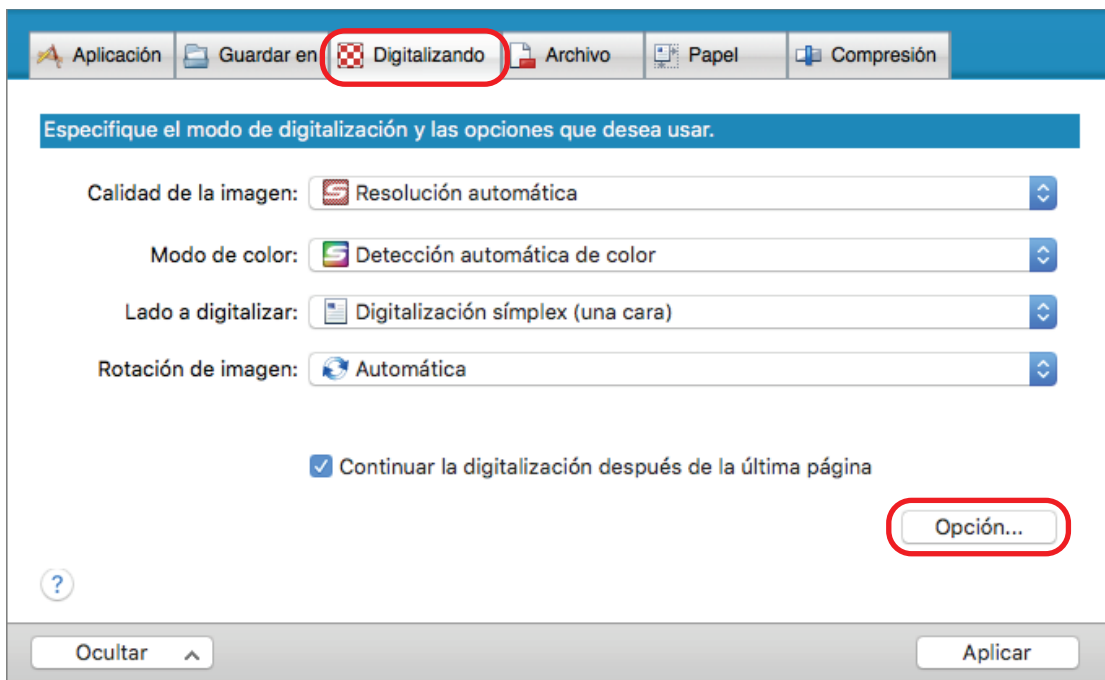 Aplicación Guardar en Digitalizando Archivo Papel Compresión
Especifique el modo de digitalización y las opciones que desea usar.
Calidad de la imagen: Resolución automática
Modo de color: Detección automática de color
Lado a digitalizar: Digitalización símplex (una cara)
Rotación de imagen: Automática
Continuar la digitalización después de la última página
Opción...
?
Ocultar Aplicar